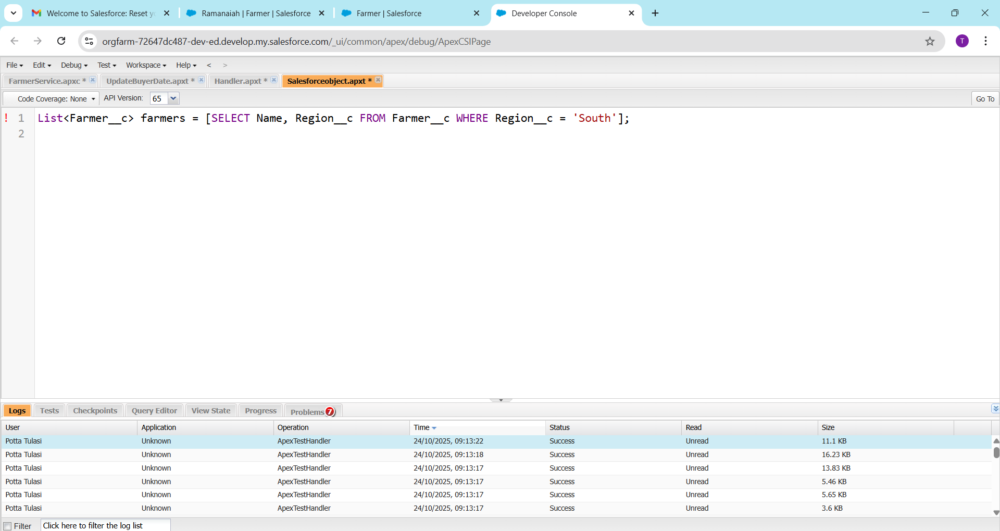 Welcome to Salesforce: Reset yo
Ramanaiah | Farmer | Salesforce
Farmer | Salesforce
Developer Console
orgfarm-72647dc487-dev-ed.develop.my.salesforce.com/_ui/common/apex/debug/ApexCSIPage
T
File Edit Debug Test Workspace Help < >
FarmerService.apxc * UpdateBuyerDate.apxt * Handler.apxt * Salesforceobject.apxt *
Code Coverage: None API Version: 65 Go To
! 1 List<Farmer__c> farmers = [SELECT Name, Region__c FROM Farmer__c WHERE Region__c = 'South'];
2
Logs Tests Checkpoints Query Editor View State Progress Problems 7
User Application Operation Time Status Read Size
Potta Tulasi Unknown ApexTestHandler 24/10/2025, 09:13:22 Success Unread 11.1 KB
Potta Tulasi Unknown ApexTestHandler 24/10/2025, 09:13:18 Success Unread 16.23 KB
Potta Tulasi Unknown ApexTestHandler 24/10/2025, 09:13:17 Success Unread 13.83 KB
Potta Tulasi Unknown ApexTestHandler 24/10/2025, 09:13:17 Success Unread 5.46 KB
Potta Tulasi Unknown ApexTestHandler 24/10/2025, 09:13:17 Success Unread 5.65 KB
Potta Tulasi Unknown ApexTestHandler 24/10/2025, 09:13:17 Success Unread 3.6 KB
Filter Click here to filter the log list